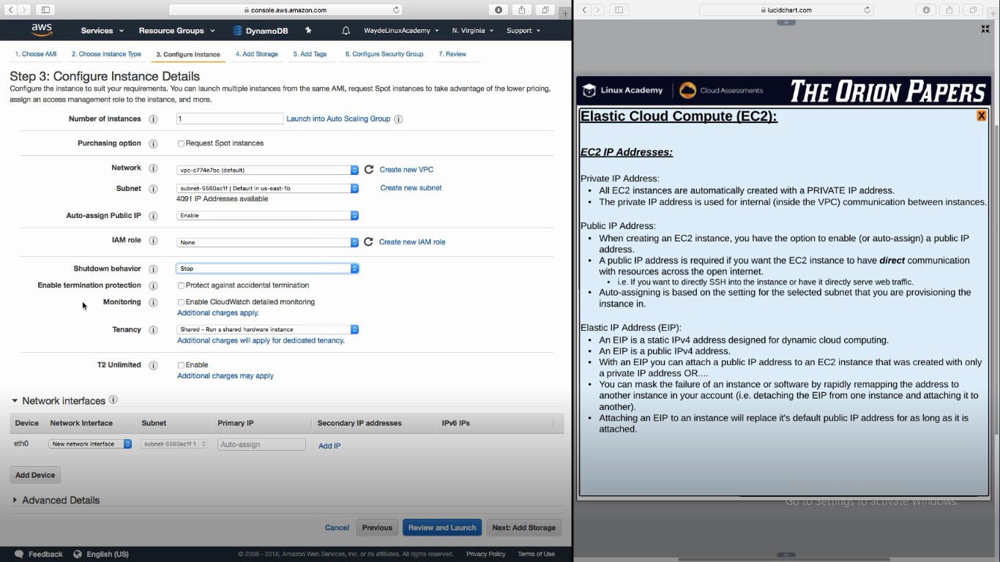 console.aws.amazon.com
aws
Services
Resource Groups
DynamoDB
WaydeLinuxAcademy
N. Virginia
Support
1. Choose AMI
2. Choose Instance Type
3. Configure Instance
4. Add Storage
5. Add Tags
6. Configure Security Group
7. Review
Step 3: Configure Instance Details
Configure the instance to suit your requirements. You can launch multiple instances from the same AMI, request Spot instances to take advantage of the lower pricing,
assign an access management role to the instance, and more.
Number of instances
1
Launch into Auto Scaling Group
Purchasing option
Request Spot instances
Network
vpc-c774e7bc (default)
Create new VPC
Subnet
subnet-5560ac1f | Default in us-east-1b
Create new subnet
4091 IP Addresses available
Auto-assign Public IP
Enable
IAM role
None
Create new IAM role
Shutdown behavior
Stop
Enable termination protection
Protect against accidental termination
Monitoring
Enable CloudWatch detailed monitoring
Additional charges apply.
Tenancy
Shared - Run a shared hardware instance
Additional charges will apply for dedicated tenancy.
T2 Unlimited
Enable
Additional charges may apply
Network interfaces
Device
Network Interface
Subnet
Primary IP
Secondary IP addresses
IPv6 IPs
eth0
New network interface
subnet-5560ac1f 1
Auto-assign
Add IP
Add Device
Advanced Details
Cancel
Previous
Review and Launch
Next: Add Storage
Feedback
English (US)
© 2008 - 2018, Amazon Web Services, Inc. or its affiliates. All rights reserved.
Privacy Policy
Terms of Use
lucidchart.com
Linux Academy
Cloud Assessments
THE ORION PAPERS
Elastic Cloud Compute (EC2):
X
EC2 IP Addresses:
Private IP Address:
• All EC2 instances are automatically created with a PRIVATE IP address.
• The private IP address is used for internal (inside the VPC) communication between instances.
Public IP Address:
• When creating an EC2 instance, you have the option to enable (or auto-assign) a public IP
address.
• A public IP address is required if you want the EC2 instance to have direct communication
with resources across the open internet.
• i.e. If you want to directly SSH into the instance or have it directly serve web traffic.
• Auto-assigning is based on the setting for the selected subnet that you are provisioning the
instance in.
Elastic IP Address (EIP):
• An EIP is a static IPv4 address designed for dynamic cloud computing.
• An EIP is a public IPv4 address.
• With an EIP you can attach a public IP address to an EC2 instance that was created with only
a private IP address OR....
• You can mask the failure of an instance or software by rapidly remapping the address to
another instance in your account (i.e. detaching the EIP from one instance and attaching it to
another).
• Attaching an EIP to an instance will replace it's default public IP address for as long as it is
attached.
Go to Settings to activate Windows.